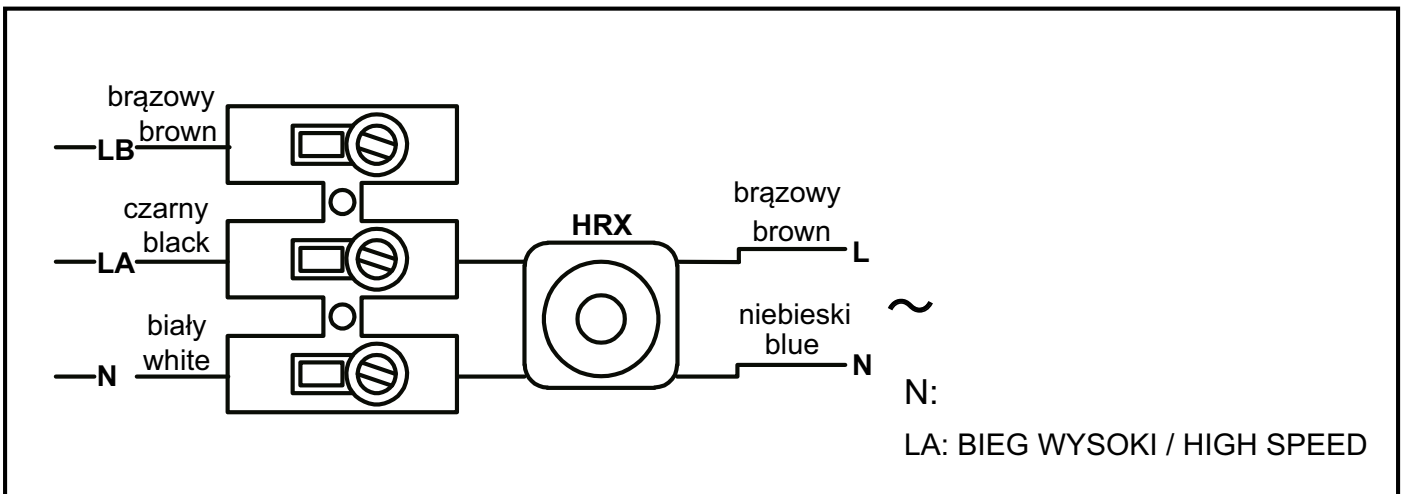 brązowy
brown
LB
czarny
black
LA
biały
white
N
HRX
brązowy
brown
L
niebieski
blue
N
~
N:
LA: BIEG WYSOKI / HIGH SPEED